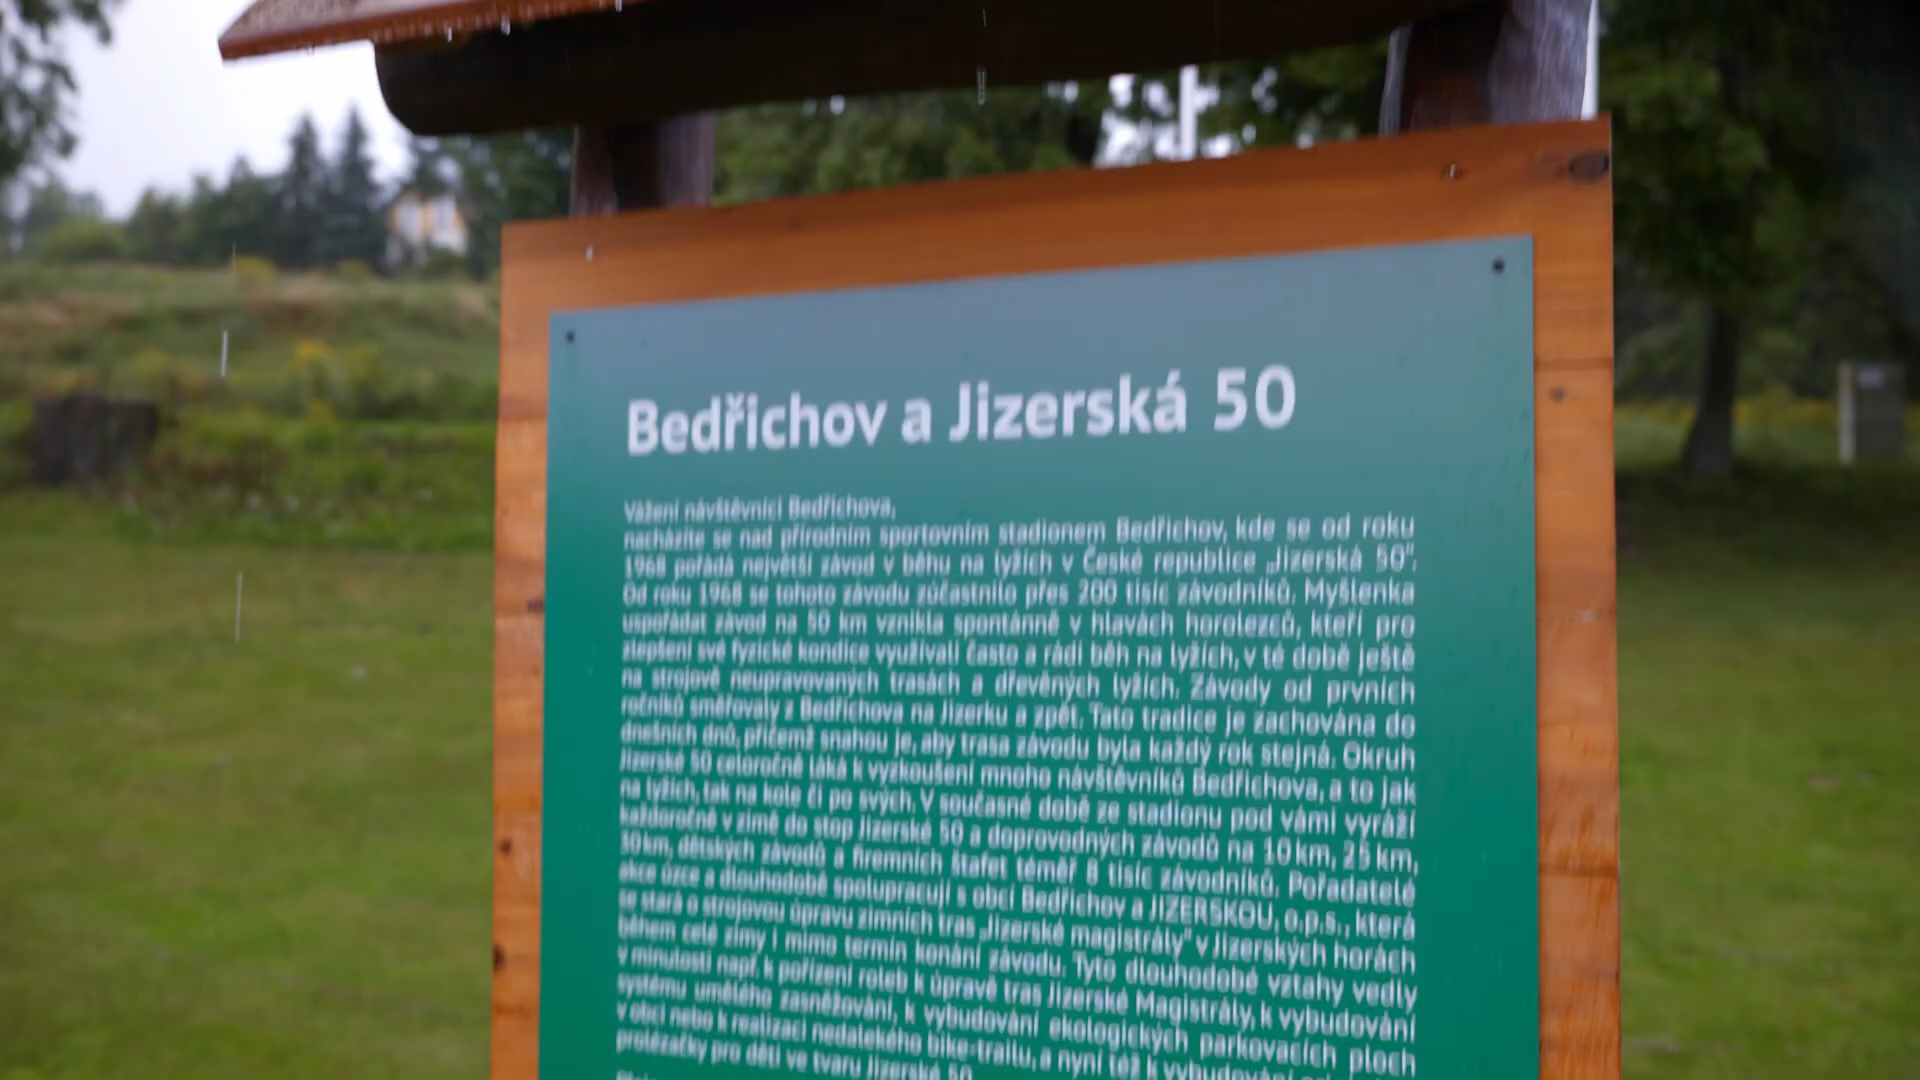 Bedřichov a Jizerská 50
Vážení návštěvníci Bedřichova,
nacházíte se nad přírodním sportovním stadionem Bedřichov, kde se od roku
1968 pořádá největší závod v běhu na lyžích v České republice „Jizerská 50“.
Od roku 1968 se tohoto závodu zúčastnilo přes 200 tisíc závodníků. Myšlenka
uspořádat závod na 50 km vznikla spontánně v hlavách horolezců, kteří pro
zlepšení své fyzické kondice využívali často a rádi běh na lyžích, v té době ještě
na strojově neupravovaných trasách a dřevěných lyžích. Závody od prvních
ročníků směřovaly z Bedřichova na Jizerku a zpět. Tato tradice je zachována do
dnešních dnů, přičemž snahou je, aby trasa závodu byla každý rok stejná. Okruh
Jizerské 50 celoročně láká k vyzkoušení mnoho návštěvníků Bedřichova, a to jak
na lyžích, tak na kole či po svých. V současné době ze stadionu pod vámi vyráží
každoročně v zimě do stop Jizerské 50 a doprovodných závodů na 10 km, 25 km,
30 km, dětských závodů a firemních štafet téměř 8 tisíc závodníků. Pořadatelé
akce úzce a dlouhodobě spolupracují s obcí Bedřichov a JIZERSKOU, o.p.s., která
se stará o strojovou úpravu zimních tras „Jizerské magistrály“ v Jizerských horách
během celé zimy i mimo termín konání závodu. Tyto dlouhodobé vztahy vedly
v minulosti např. k pořízení roleb k úpravě tras Jizerské Magistrály, k vybudování
systému umělého zasněžování, k vybudování ekologických parkovacích ploch
v obci nebo k realizaci nedalekého bike-trailu, a nyní též k vybudování
prolézačky pro děti ve tvaru Jizerské 50.